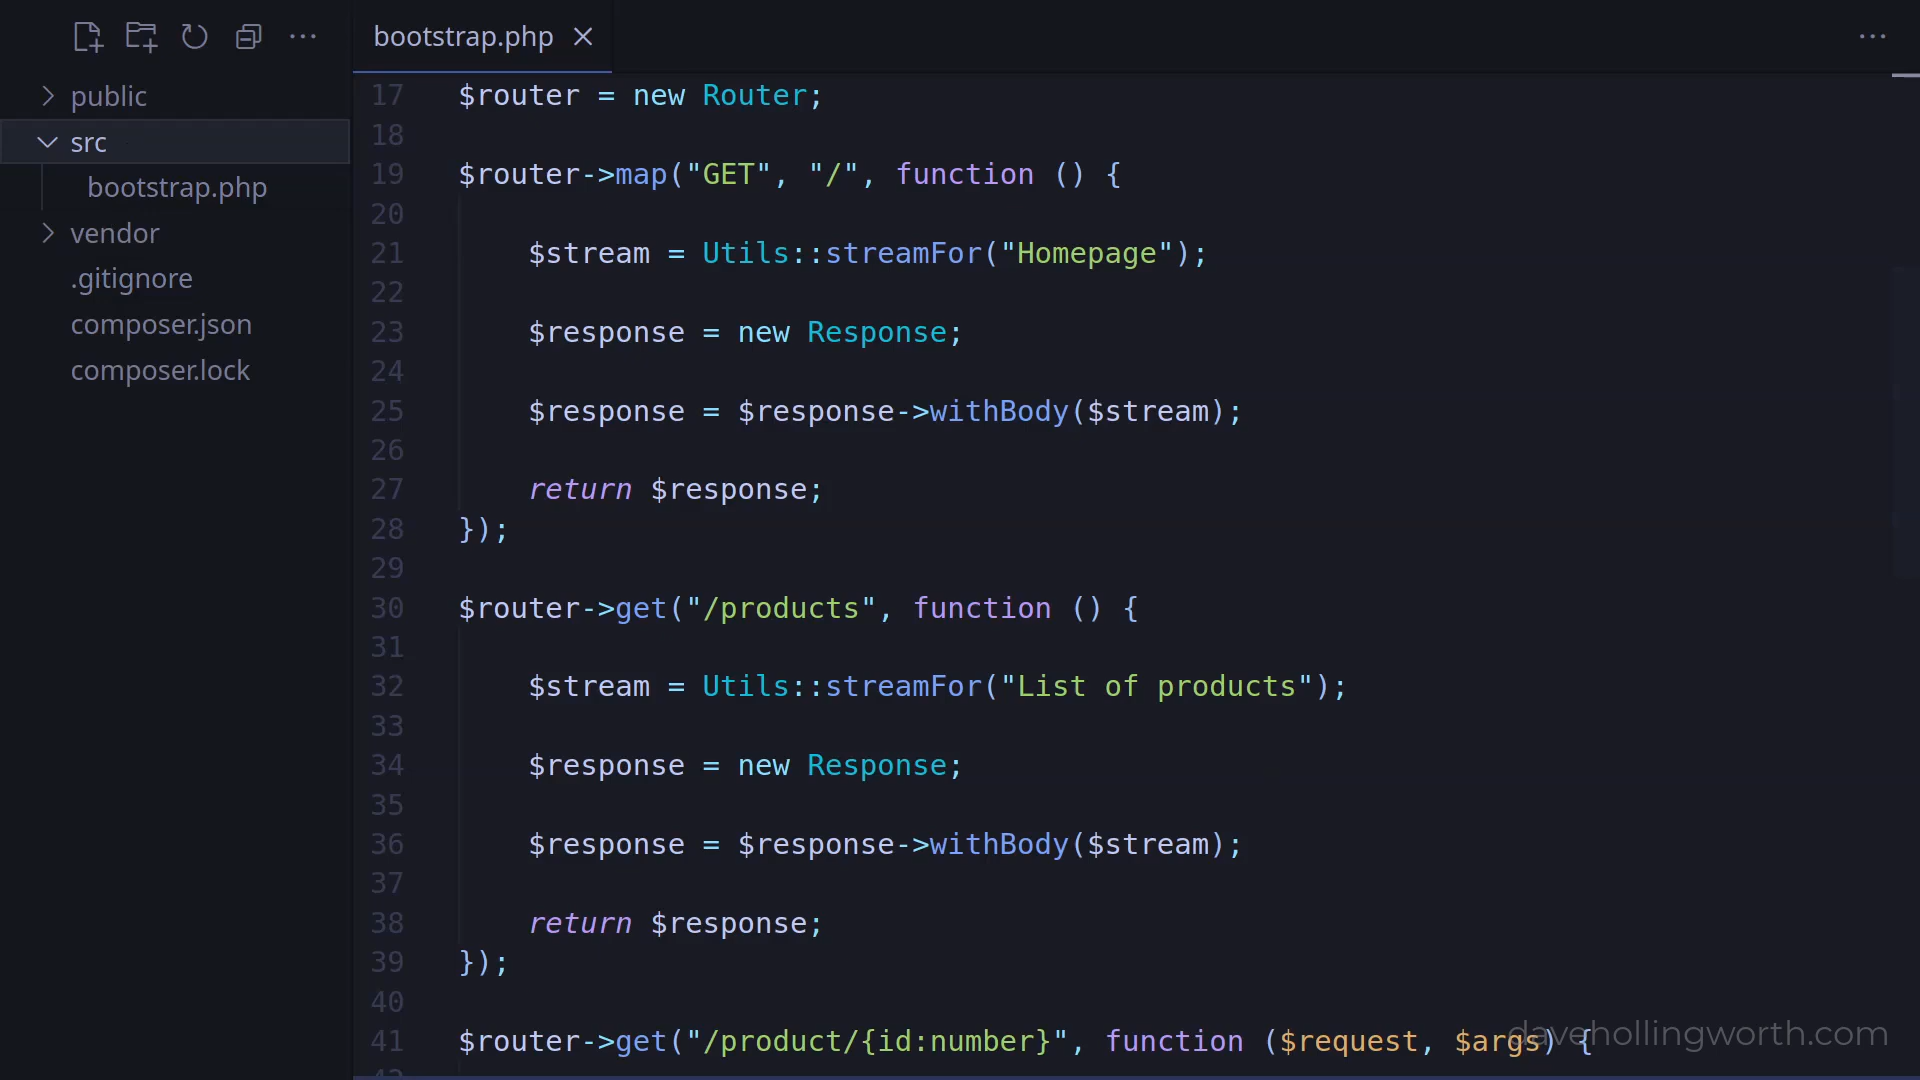 bootstrap.php
public
src
bootstrap.php
vendor
.gitignore
composer.json
composer.lock
17 $router = new Router;
18
19 $router->map("GET", "/", function () {
20
21 $stream = Utils::streamFor("Homepage");
22
23 $response = new Response;
24
25 $response = $response->withBody($stream);
26
27 return $response;
28 });
29
30 $router->get("/products", function () {
31
32 $stream = Utils::streamFor("List of products");
33
34 $response = new Response;
35
36 $response = $response->withBody($stream);
37
38 return $response;
39 });
40
41 $router->get("/product/{id:number}", function ($request, $args) {
davehollingworth.com